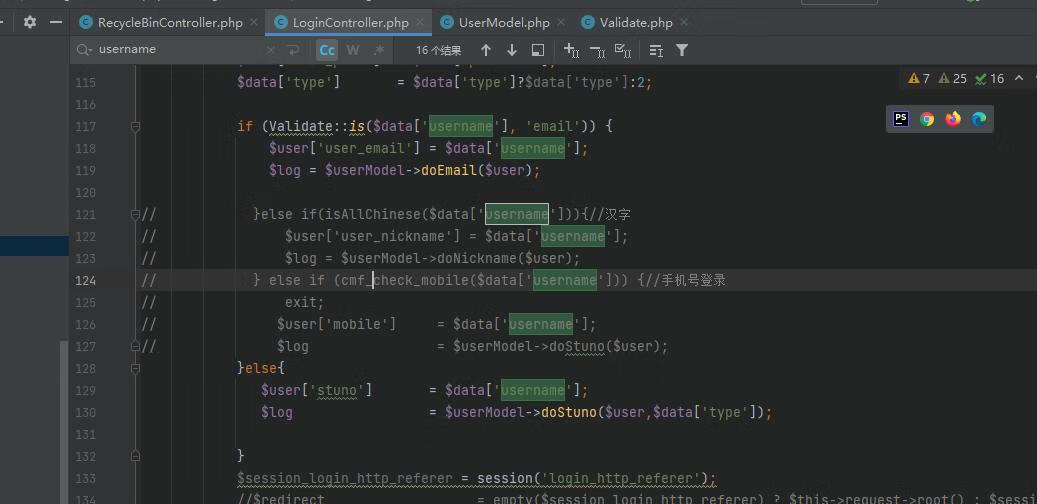 RecycleBinController.php LoginController.php UserModel.php Validate.php
username Cc W .* 16 个结果
115 $data['type'] = $data['type']?$data['type']:2; 7 25 16
116
117 if (Validate::is($data['username'], 'email')) { PS
118 $user['user_email'] = $data['username'];
119 $log = $userModel->doEmail($user);
120
121 // }else if(isAllChinese($data['username'])){//汉字
122 // $user['user_nickname'] = $data['username'];
123 // $log = $userModel->doNickname($user);
124 // } else if (cmf_check_mobile($data['username'])) {//手机号登录
125 // exit;
126 // $user['mobile'] = $data['username'];
127 // $log = $userModel->doStuno($user);
128 }else{
129 $user['stuno'] = $data['username'];
130 $log = $userModel->doStuno($user,$data['type']);
131
132 }
133 $session_login_http_referer = session('login_http_referer');
134 //$redirect = empty($session_login_http_referer) ? $this->request->root() : $ses